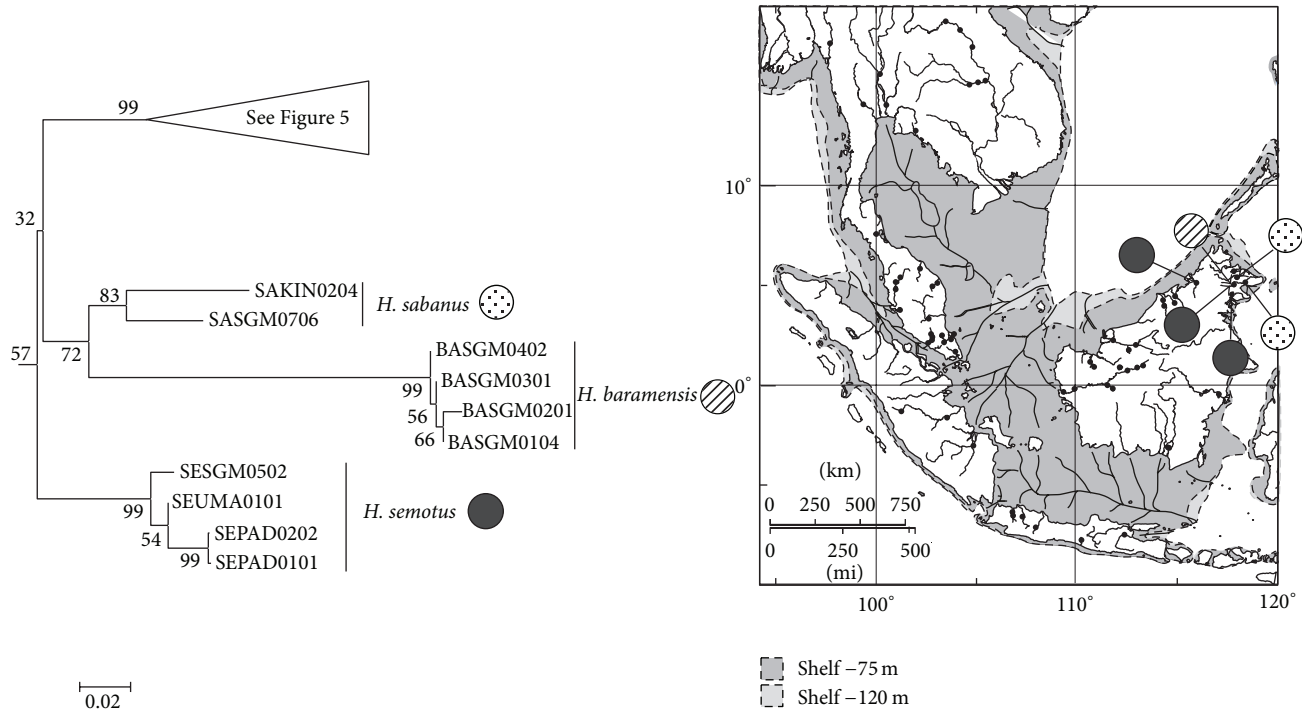 99
See Figure 5
32
83
SAKIN0204
SASGM0706
H. sabanus
57
72
BASGM0402
99
BASGM0301
56
BASGM0201
66
BASGM0104
H. baramensis
SESGM0502
99
SEUMA0101
54
SEPAD0202
99
SEPAD0101
H. semotus
0.02
10°
0°
(km)
0 250 500 750
0 250 500
(mi)
100° 110° 120°
Shelf −75 m
Shelf −120 m